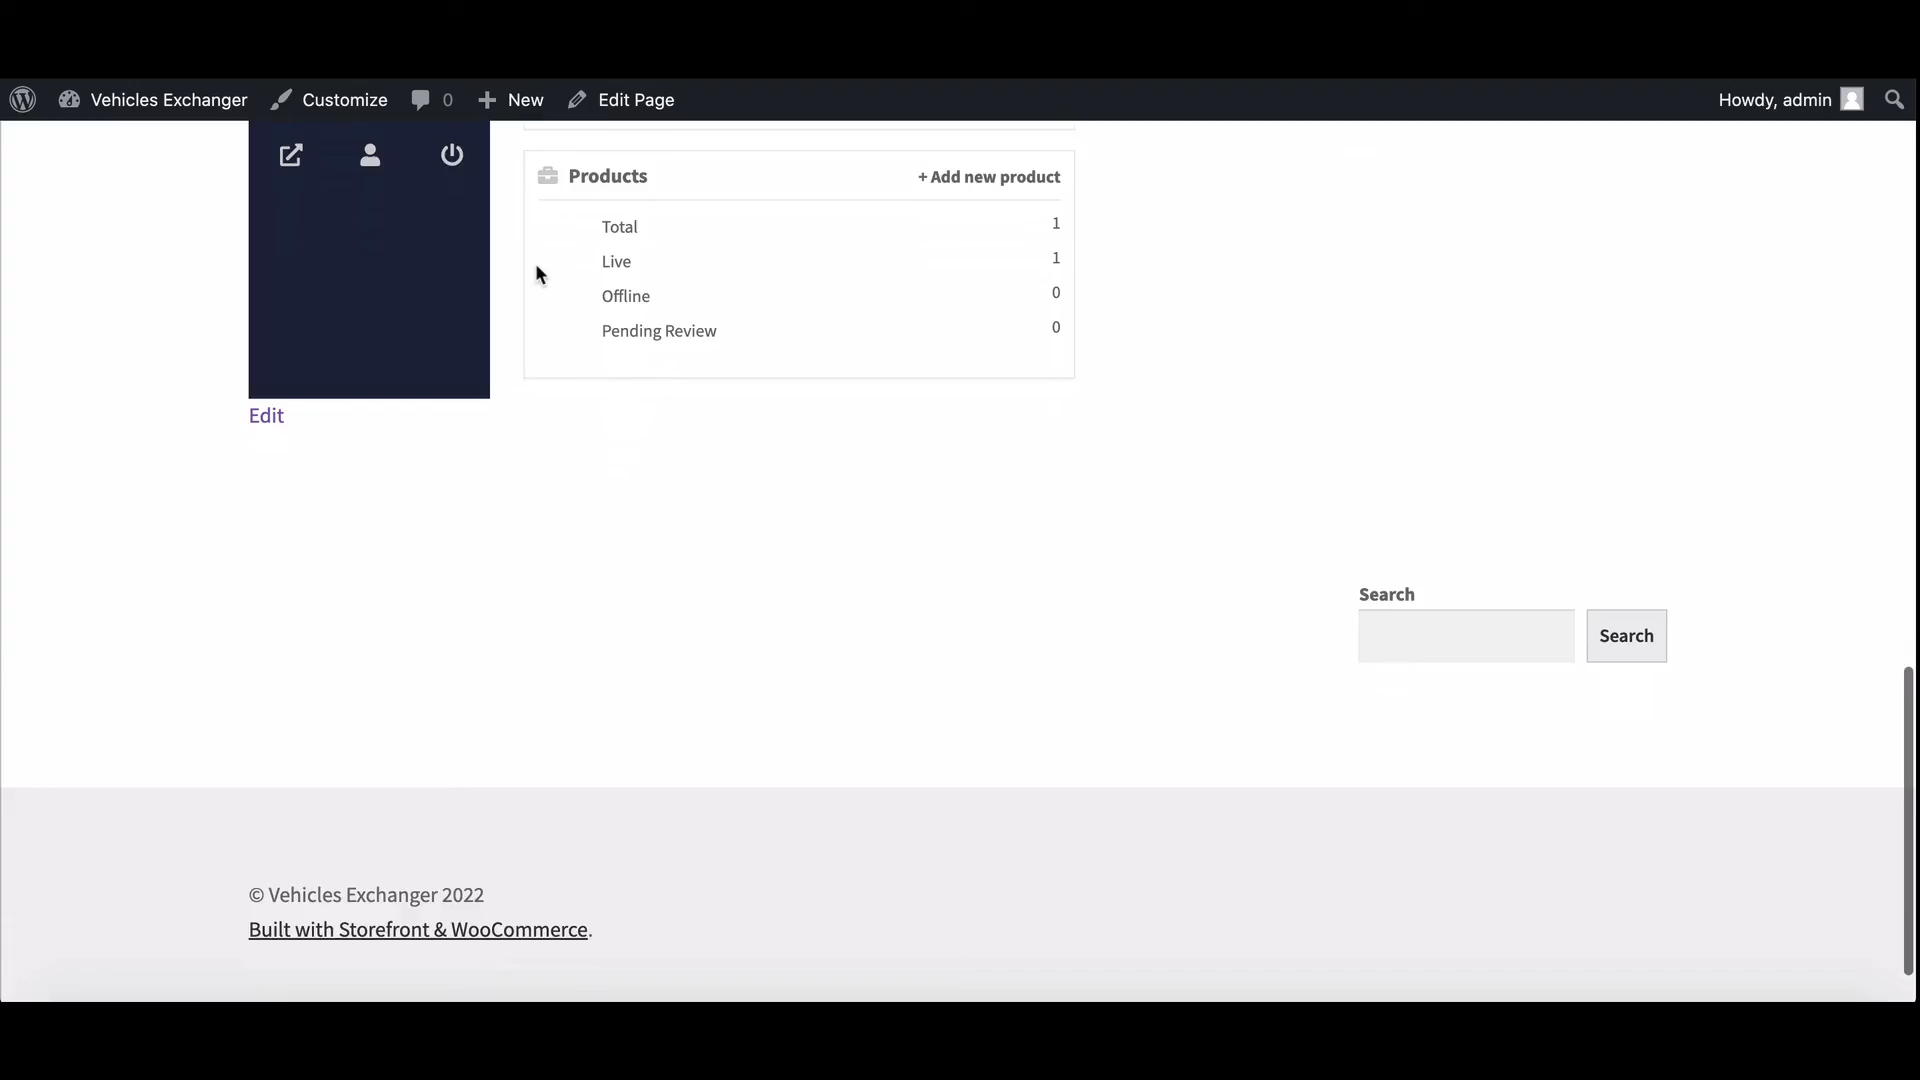 Vehicles Exchanger Customize 0 New Edit Page Howdy, admin
Products + Add new product
Total 1
Live 1
Offline 0
Pending Review 0
Edit
Search
Search
© Vehicles Exchanger 2022
Built with Storefront & WooCommerce.